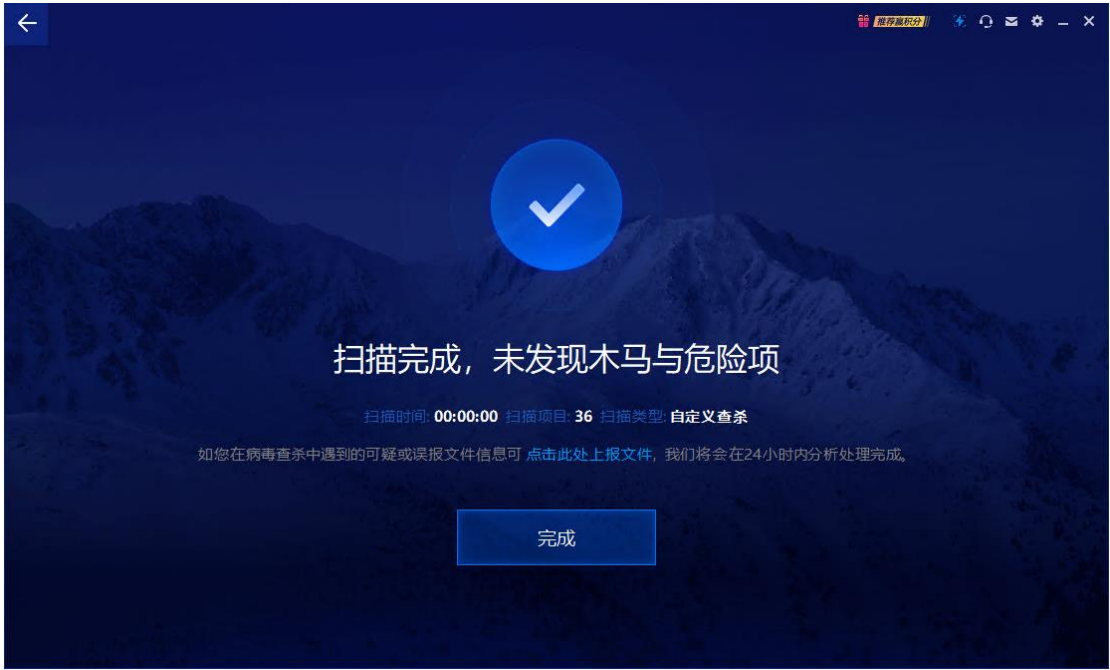 推荐赢积分
扫描完成，未发现木马与危险项
扫描时间: 00:00:00 扫描项目: 36 扫描类型: 自定义查杀
如您在病毒查杀中遇到的可疑或误报文件信息可 点击此处上报文件，我们将会在24小时内分析处理完成。
完成